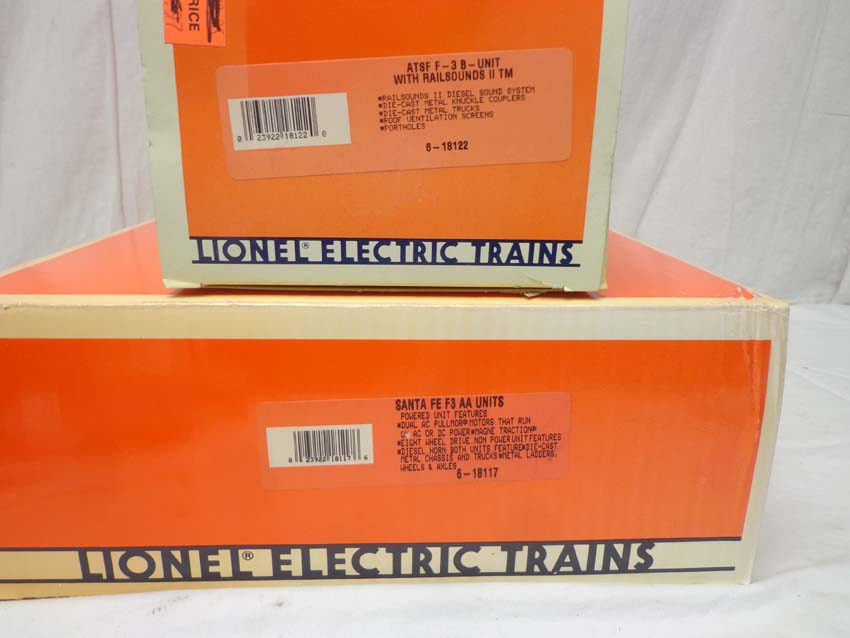 RICE
ATSF F-3 B-UNIT
WITH RAILSOUNDS II TM
*RAILSOUNDS II DIESEL SOUND SYSTEM
*DIE-CAST METAL KNUCKLE COUPLERS
*DIE-CAST METAL TRUCKS
*ROOF VENTILATION SCREENS
*PORTHOLES
0 23922 18122 0
6-18122
LIONEL® ELECTRIC TRAINS
SANTA FE F3 AA UNITS
POWERED UNIT FEATURES
*DUAL AC PULLMOR® MOTORS THAT RUN
ON AC OR DC POWER*MAGNE TRACTION®
*EIGHT WHEEL DRIVE.NON POWER UNIT FEATURES
*DIESEL HORN BOTH UNITS FEATURE*DIE-CAST
METAL CHASSIS AND TRUCKS*METAL LADDERS,
WHEELS & AXLES
0 23922 18117 6
6-18117
LIONEL® ELECTRIC TRAINS